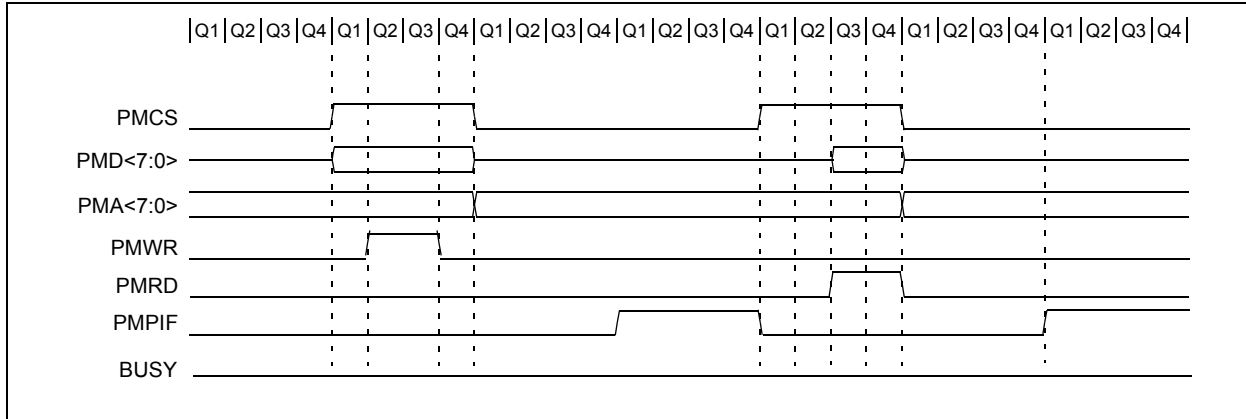 Q1 Q2 Q3 Q4 Q1 Q2 Q3 Q4 Q1 Q2 Q3 Q4 Q1 Q2 Q3 Q4 Q1 Q2 Q3 Q4 Q1 Q2 Q3 Q4 Q1 Q2 Q3 Q4
PMCS
PMD<7:0>
PMA<7:0>
PMWR
PMRD
PMPIF
BUSY